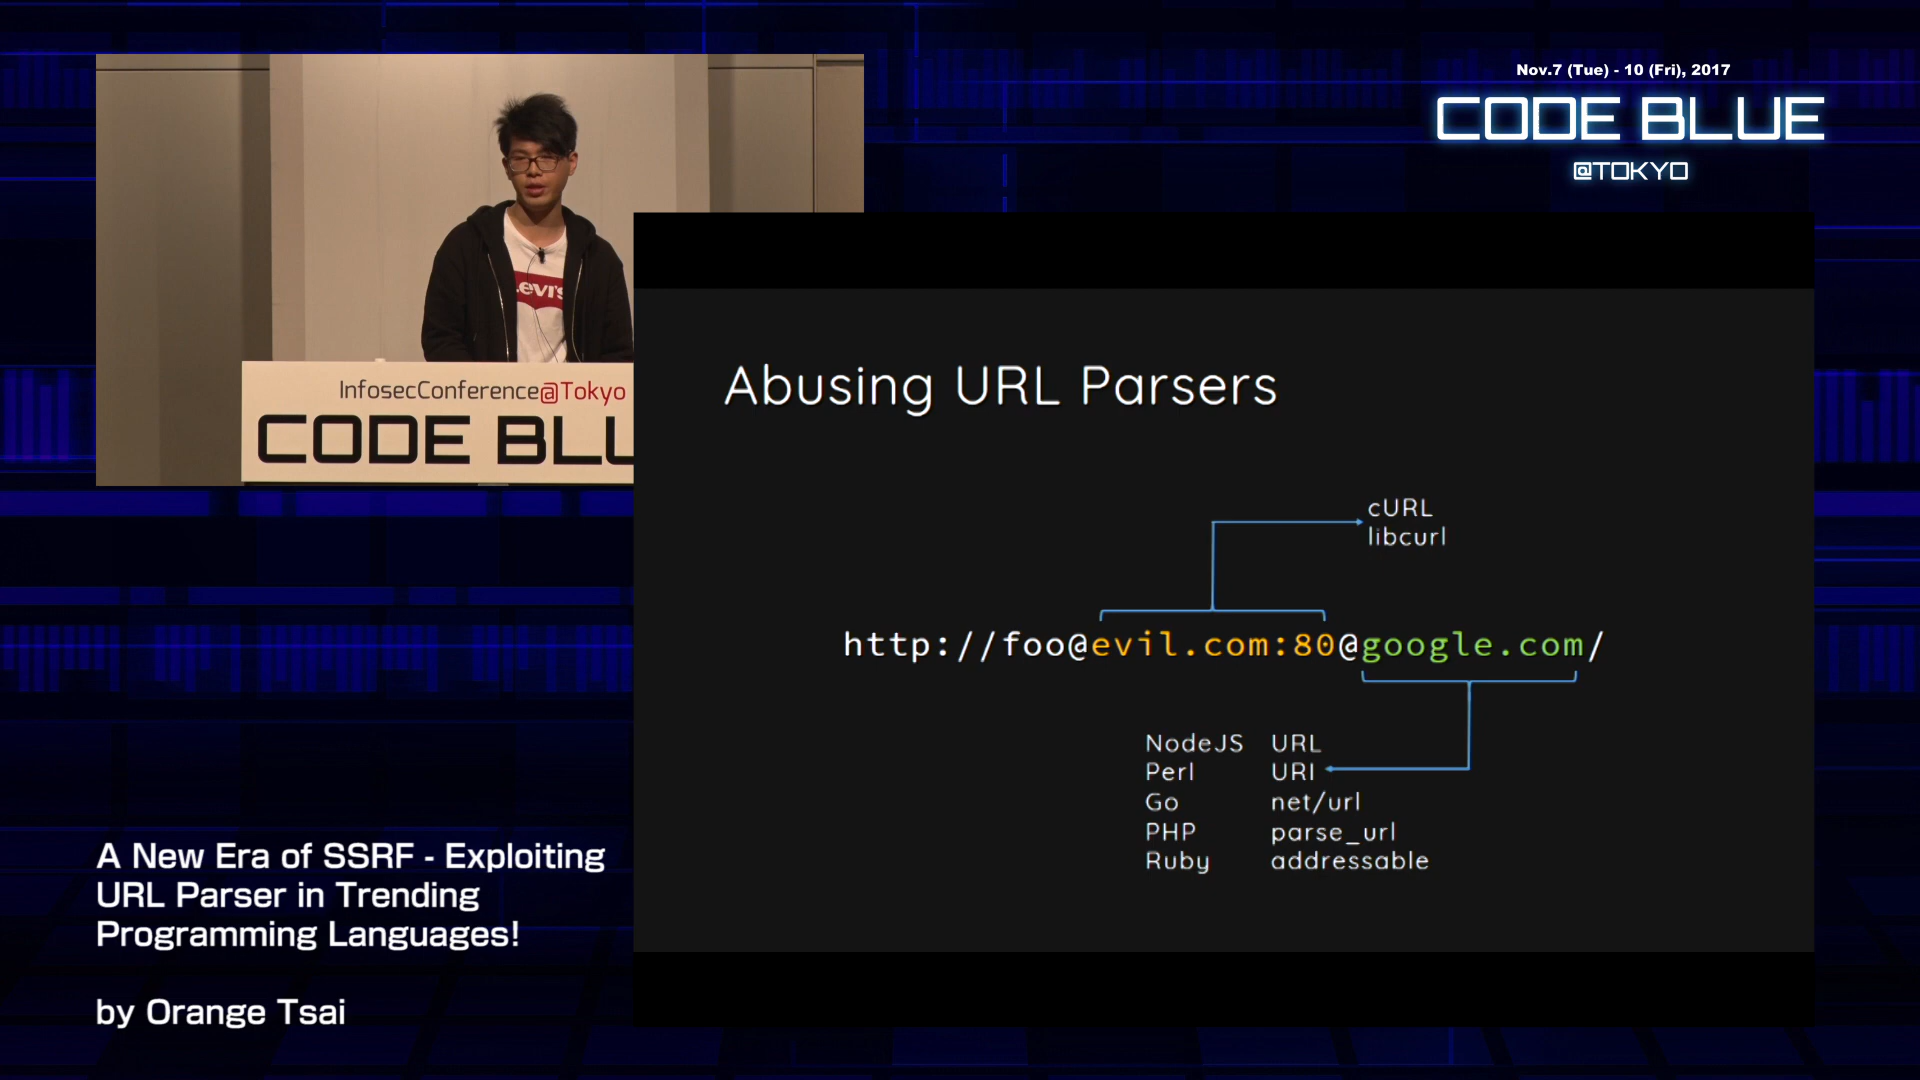 Nov.7 (Tue) - 10 (Fri), 2017
CODE BLUE
@TOKYO
Levi's
InfosecConference@Tokyo
CODE BLU
Abusing URL Parsers
cURL
libcurl
http://foo@evil.com:80@google.com/
NodeJS URL
Perl URI
Go net/url
PHP parse_url
Ruby addressable
A New Era of SSRF - Exploiting
URL Parser in Trending
Programming Languages!
by Orange Tsai